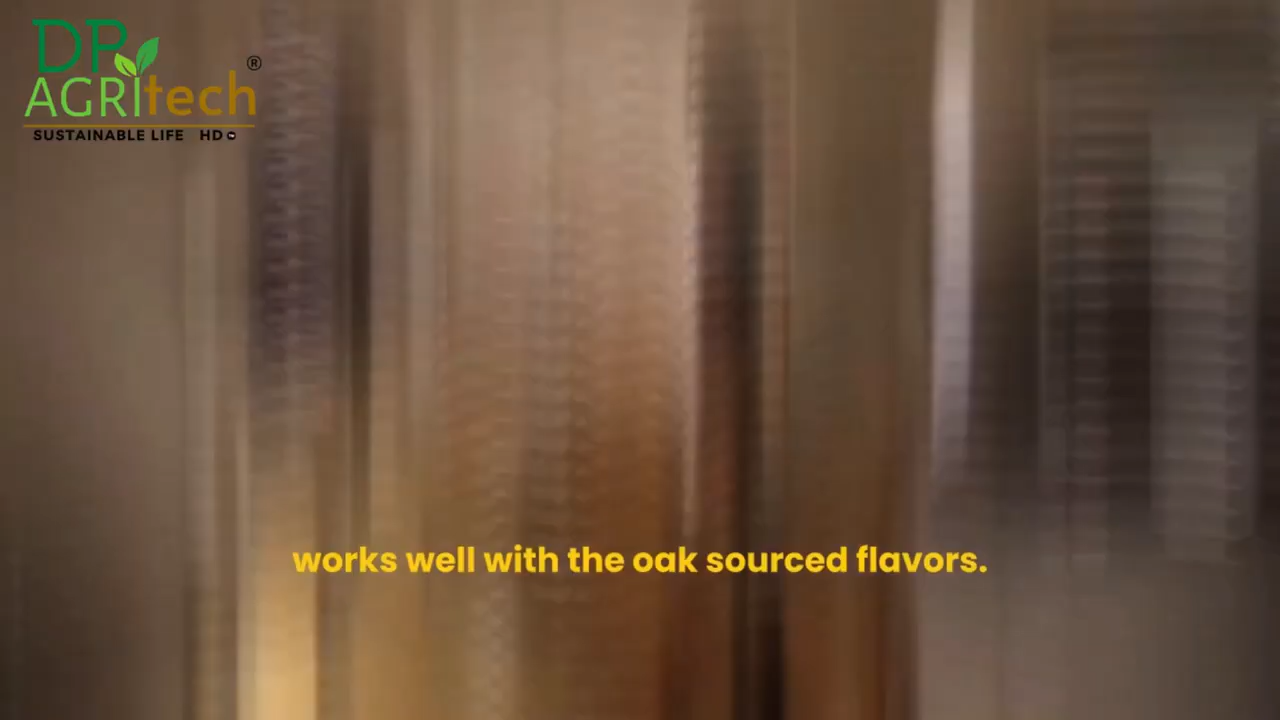 DP
AGRItech®
SUSTAINABLE LIFE HD
works well with the oak sourced flavors.